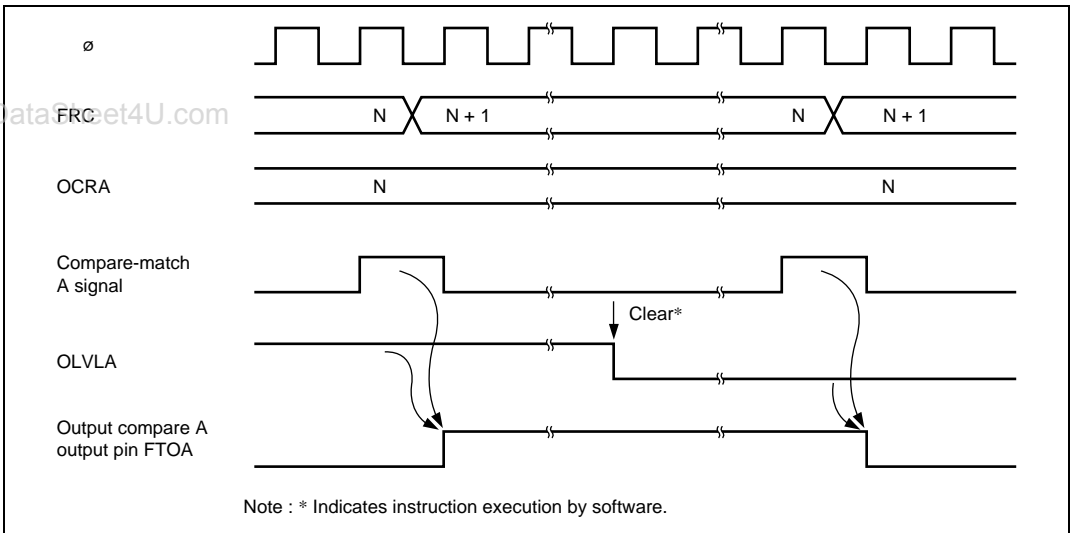 ø
DataSheet4U.com
FRC N N + 1 N N + 1
OCRA N N
Compare-match
A signal
Clear*
OLVLA
Output compare A
output pin FTOA
Note : * Indicates instruction execution by software.